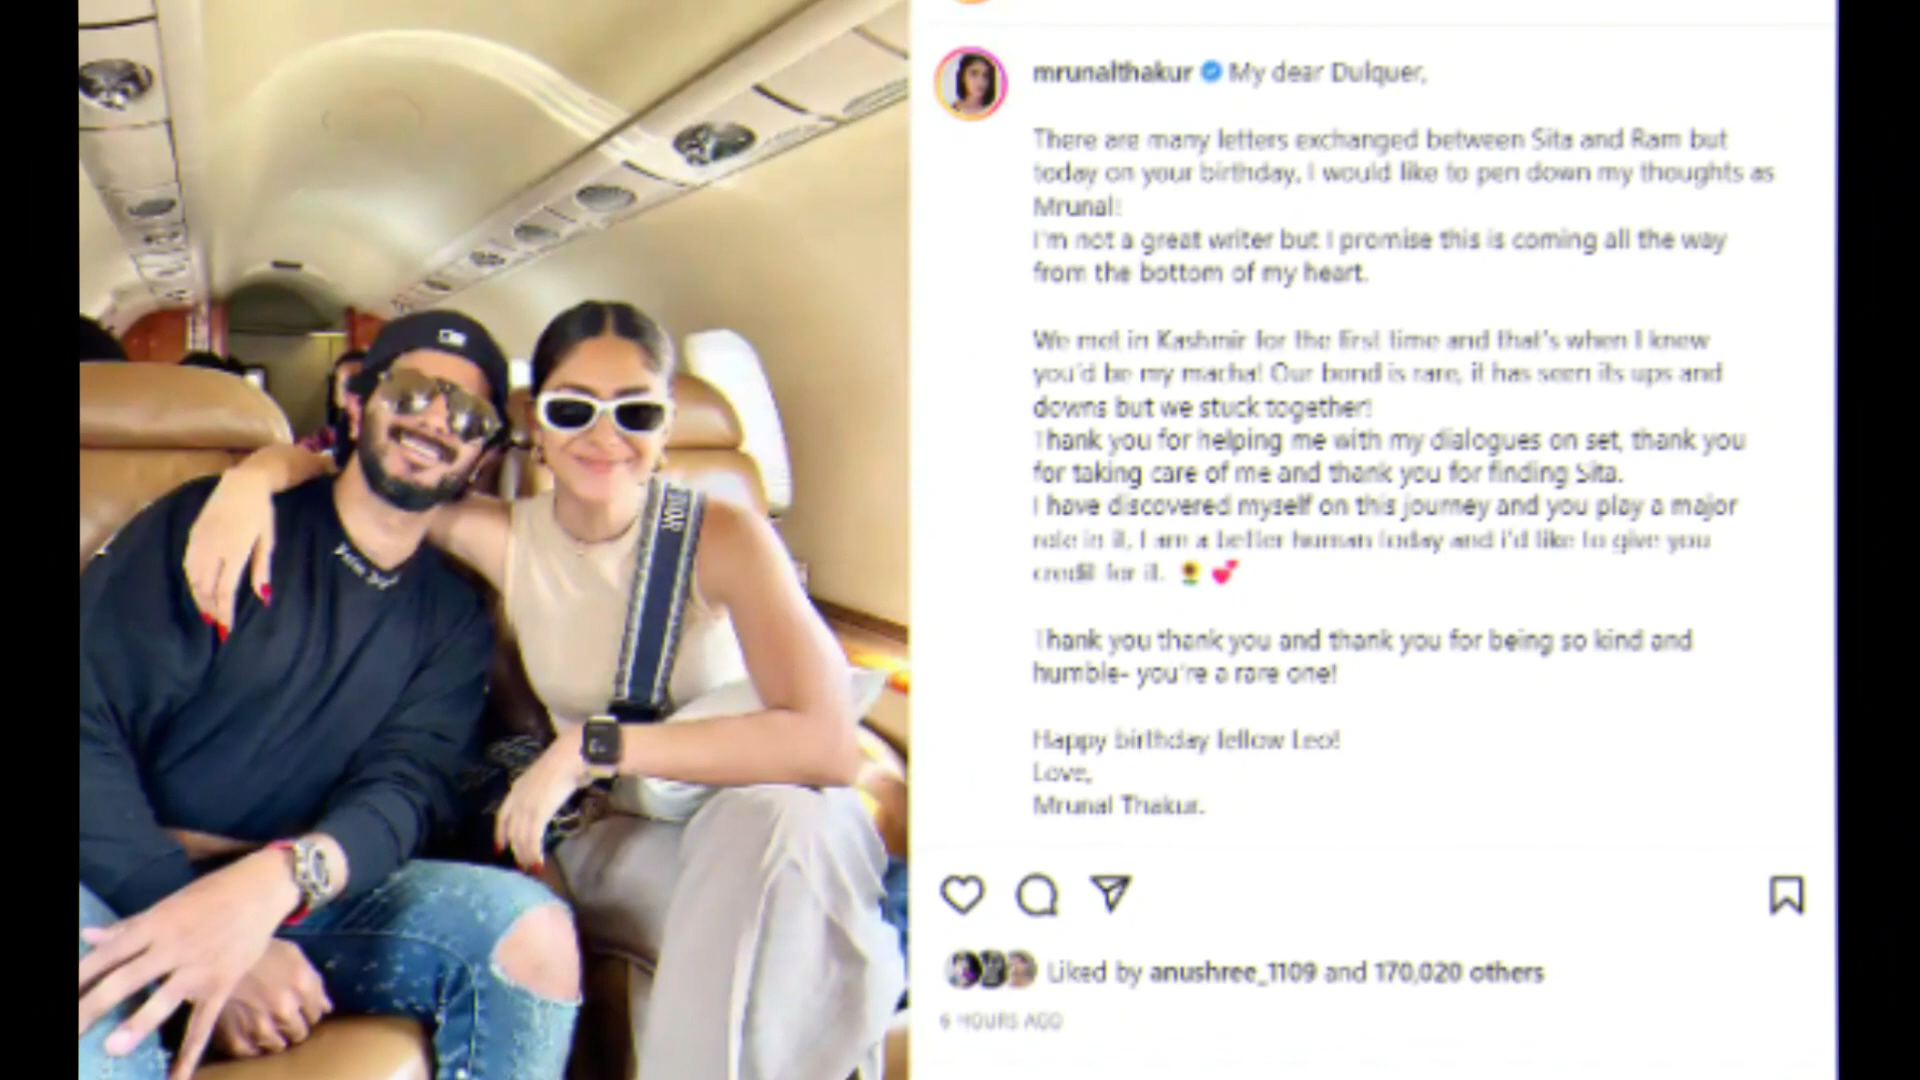 mrunalthakur My dear Dulquer,
There are many letters exchanged between Sita and Ram but
today on your birthday, I would like to pen down my thoughts as
Mrunal!
I'm not a great writer but I promise this is coming all the way
from the bottom of my heart.
We met in Kashmir for the first time and that's when I knew
you'd be my macha! Our bond is rare, it has seen its ups and
downs but we stuck together!
Thank you for helping me with my dialogues on set, thank you
for taking care of me and thank you for finding Sita.
I have discovered myself on this journey and you play a major
role in it, I am a better human today and i'd like to give you
credit for it. 🌻 💕
Thank you thank you and thank you for being so kind and
humble- you're a rare one!
Happy birthday fellow Leo!
Love,
Mrunal Thakur.
Liked by anushree_1109 and 170,020 others
6 HOURS AGO